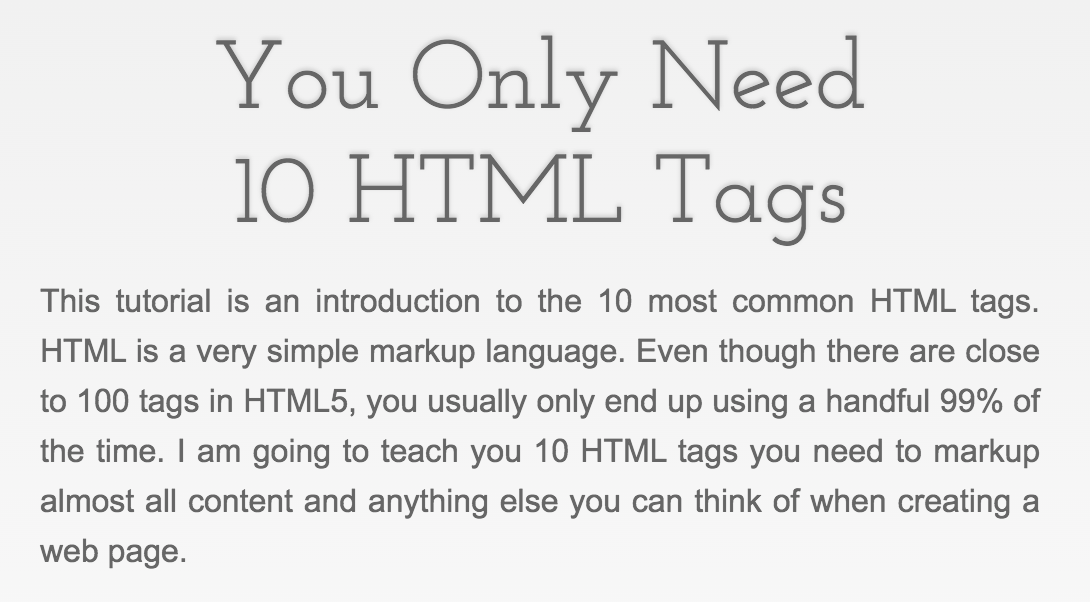 You Only Need
10 HTML Tags
This tutorial is an introduction to the 10 most common HTML tags.
HTML is a very simple markup language. Even though there are close
to 100 tags in HTML5, you usually only end up using a handful 99% of
the time. I am going to teach you 10 HTML tags you need to markup
almost all content and anything else you can think of when creating a
web page.